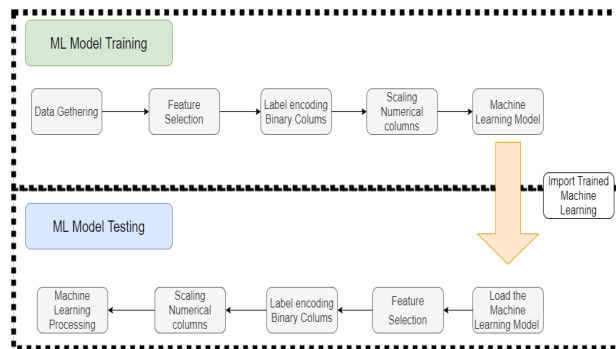 ML Model Training
Data Gethering
Feature
Selection
Label encoding
Binary Colums
Scaling
Numerical
columns
Machine
Learning Model
Import Trained
Machine
Learning
ML Model Testing
Machine
Learning
Processing
Scaling
Numerical
columns
Label encoding
Binary Colums
Feature
Selection
Load the
Machine
Learning Model